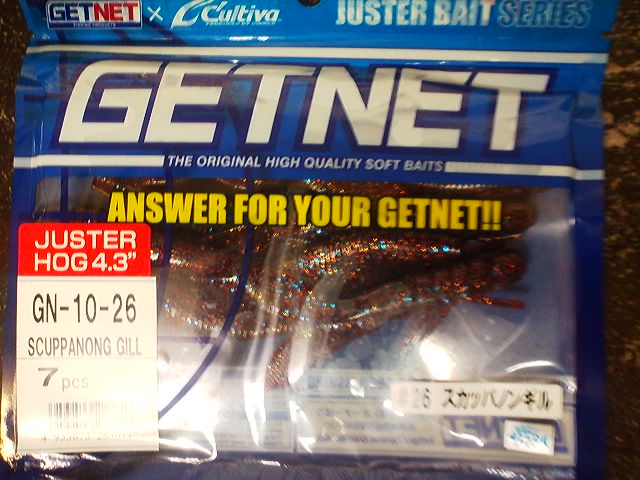 GETNET × Cultiva JUSTER BAIT SERIES
GETNET
THE ORIGINAL HIGH QUALITY SOFT BAITS
ANSWER FOR YOUR GETNET!!
JUSTER
HOG 4.3"
GN-10-26
SCUPPANONG GILL
7 pcs
#26 スカッパノンギル